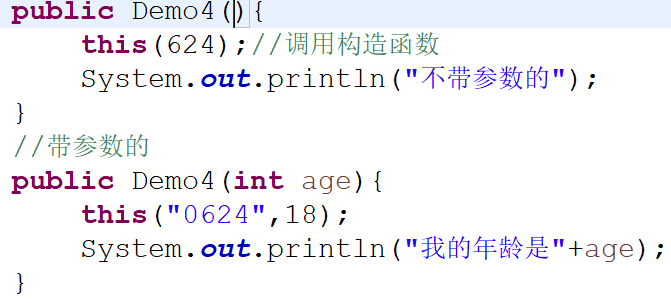 public Demo4(){
    this(624);//调用构造函数
    System.out.println("不带参数的");
}
//带参数的
public Demo4(int age){
    this("0624",18);
    System.out.println("我的年龄是"+age);
}